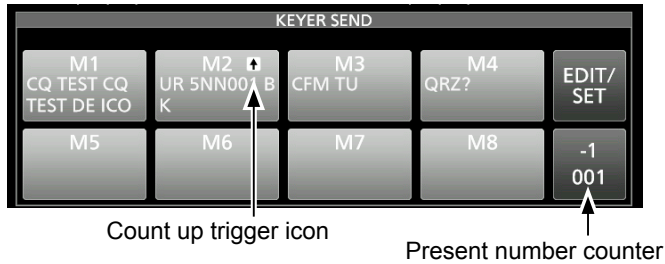 KEYER SEND
M1
CQ TEST CQ
TEST DE ICO
M2
UR 5NN001 B
K
M3
CFM TU
M4
QRZ?
EDIT/
SET
M5
M6
M7
M8
-1
001
Count up trigger icon
Present number counter